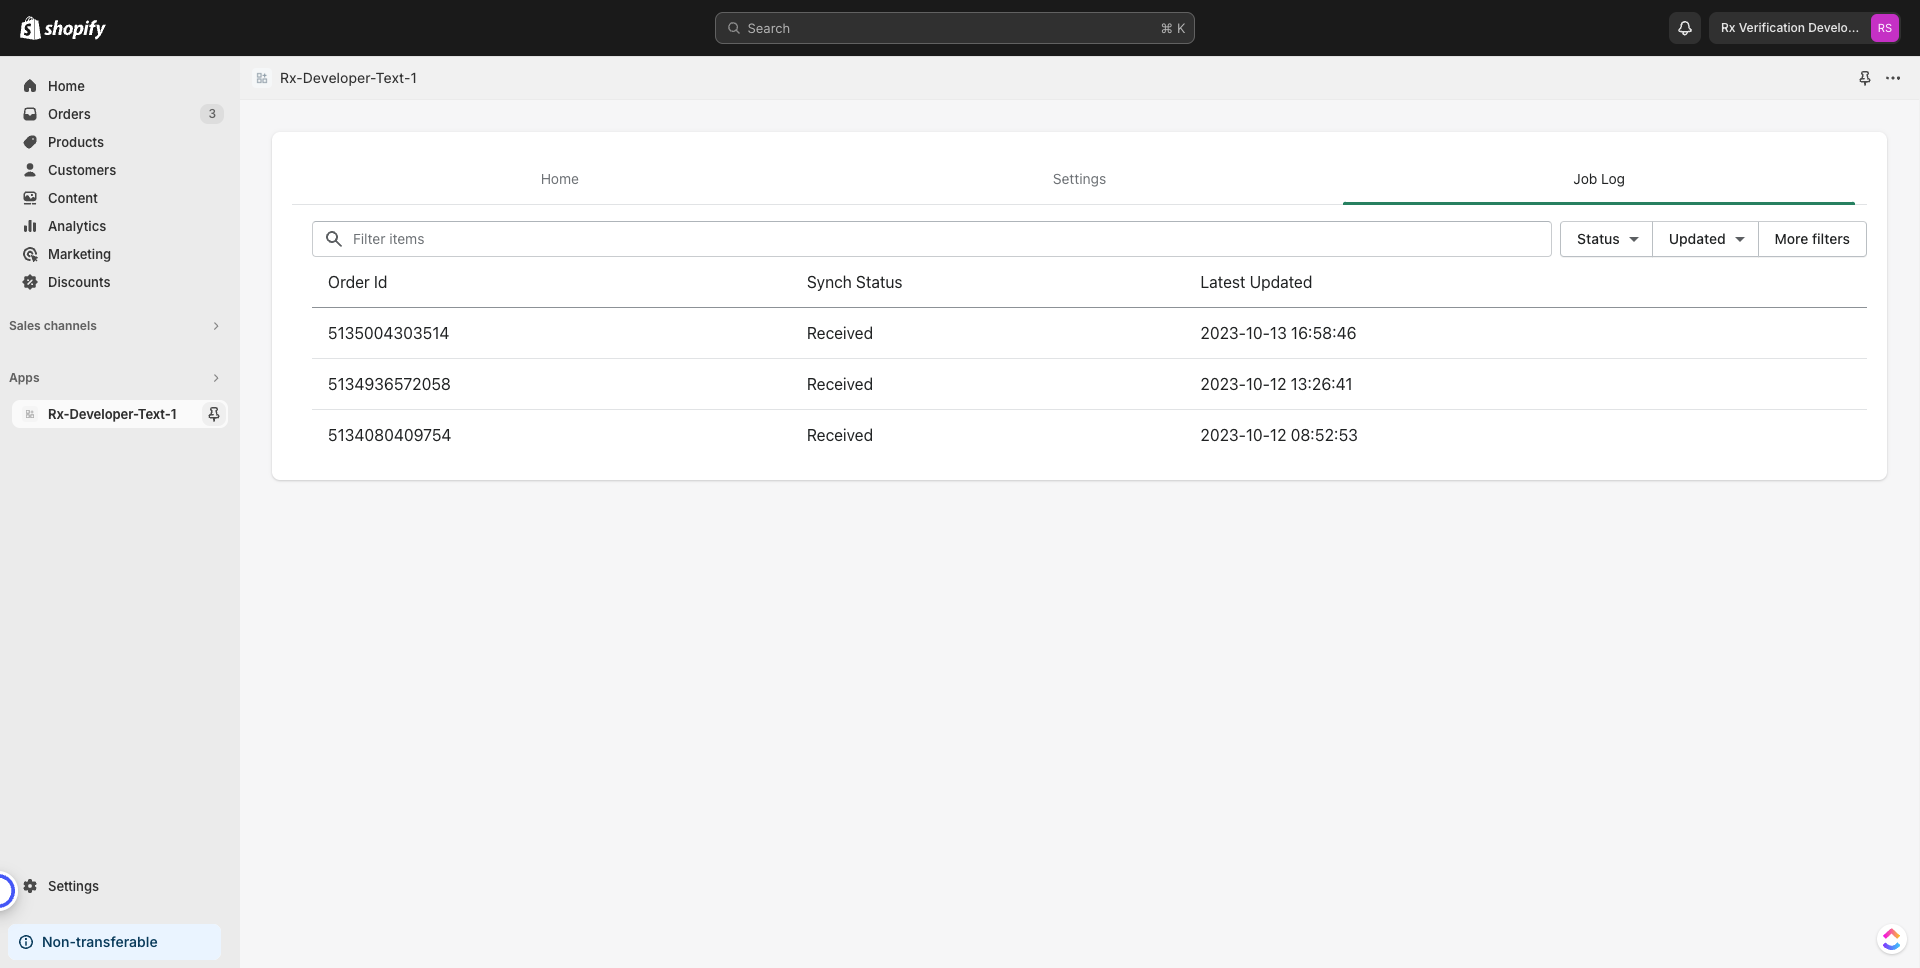 shopify
Search ⌘ K
Rx Verification Develo... RS
Home
Orders 3
Products
Customers
Content
Analytics
Marketing
Discounts
Sales channels
Apps
Rx-Developer-Text-1
Settings
Non-transferable
Rx-Developer-Text-1
Home Settings Job Log
Filter items Status Updated More filters
Order Id Synch Status Latest Updated
5135004303514 Received 2023-10-13 16:58:46
5134936572058 Received 2023-10-12 13:26:41
5134080409754 Received 2023-10-12 08:52:53